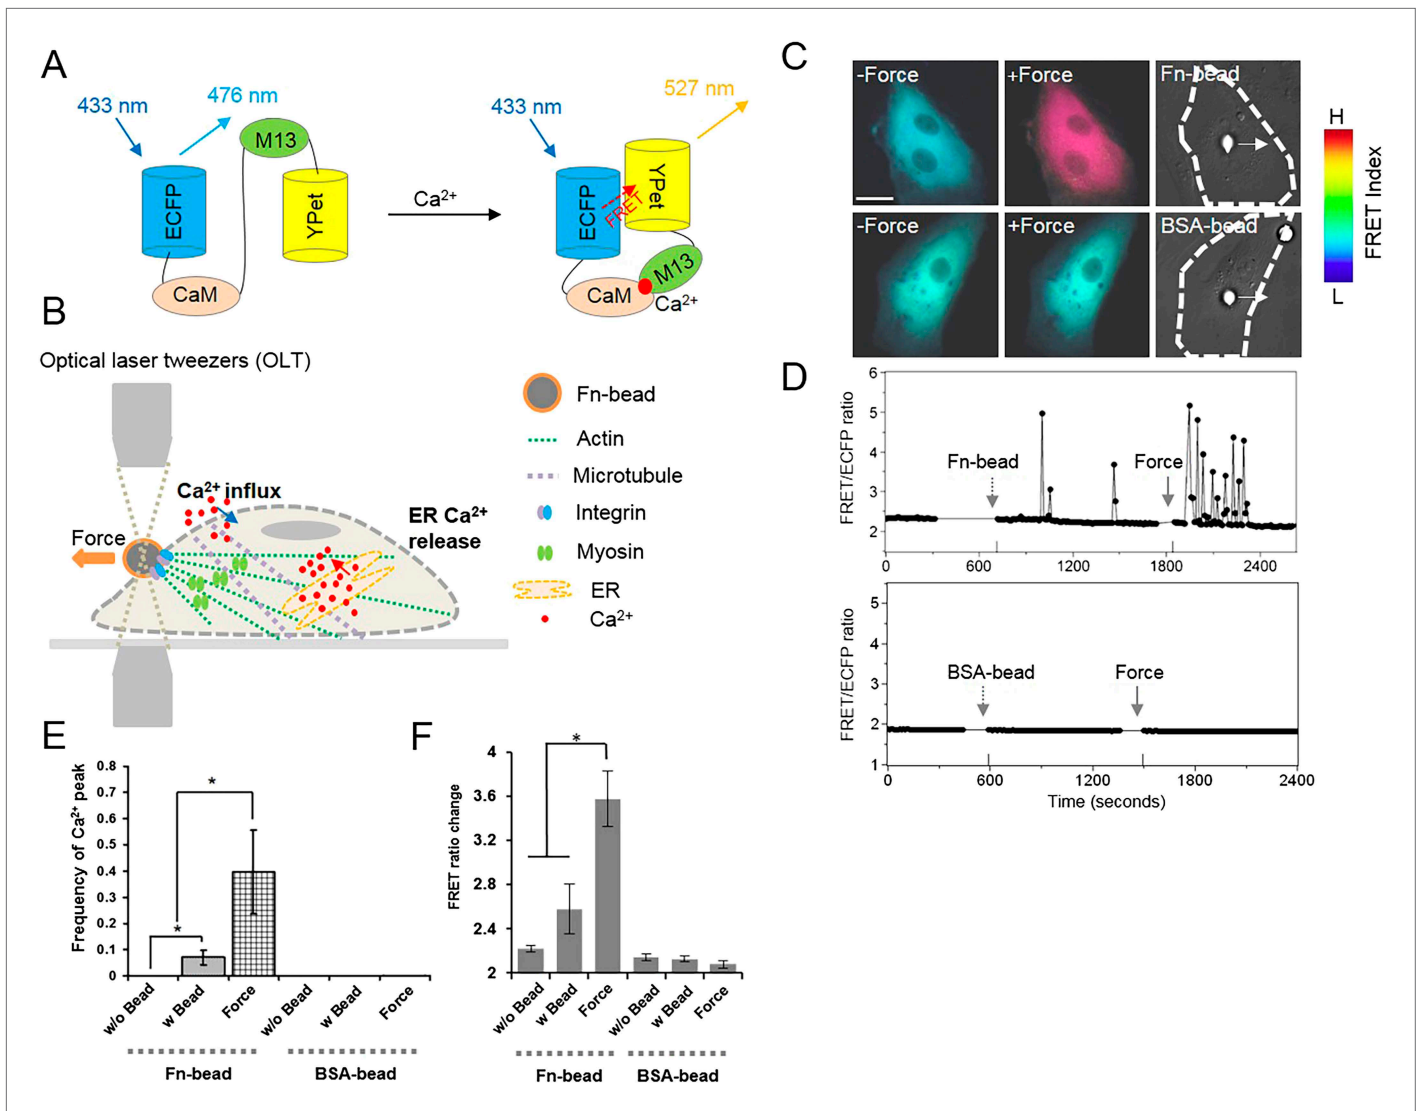 A
433 nm
476 nm
M13
ECFP
YPet
CaM
Ca²⁺
433 nm
527 nm
ECFP
FRET
YPet
M13
CaM
Ca²⁺
B
Optical laser tweezers (OLT)
Ca²⁺ influx
Force
ER Ca²⁺
release
Fn-bead
Actin
Microtubule
Integrin
Myosin
ER
Ca²⁺
C
-Force
+Force
Fn-bead
-Force
+Force
BSA-bead
H
FRET Index
L
D
FRET/ECFP ratio
6
5
4
3
2
1
Fn-bead
Force
0
600
1200
1800
2400
FRET/ECFP ratio
5
4
3
2
1
BSA-bead
Force
0
600
1200
1800
2400
Time (seconds)
E
Frequency of Ca²⁺ peak
0.8
0.7
0.6
0.5
0.4
0.3
0.2
0.1
0
*
*
w/o Bead
w Bead
Force
w/o Bead
w Bead
Force
Fn-bead
BSA-bead
F
FRET ratio change
4
3.6
3.2
2.8
2.4
2
*
w/o Bead
w Bead
Force
w/o Bead
w Bead
Force
Fn-bead
BSA-bead